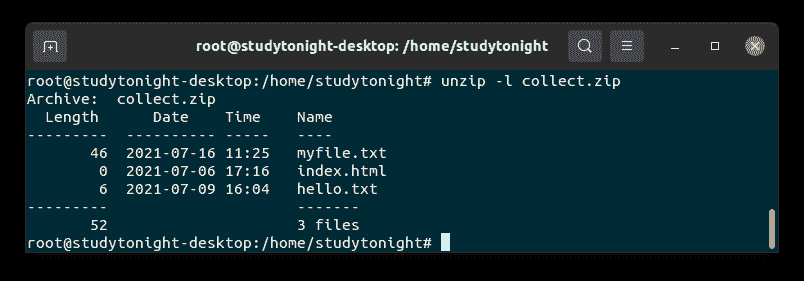 root@studytonight-desktop: /home/studytonight
root@studytonight-desktop:/home/studytonight# unzip -l collect.zip
Archive:  collect.zip
  Length      Date    Time    Name
---------  ---------- -----   ----
       46  2021-07-16 11:25   myfile.txt
        0  2021-07-06 17:16   index.html
        6  2021-07-09 16:04   hello.txt
---------                     -------
       52                     3 files
root@studytonight-desktop:/home/studytonight#